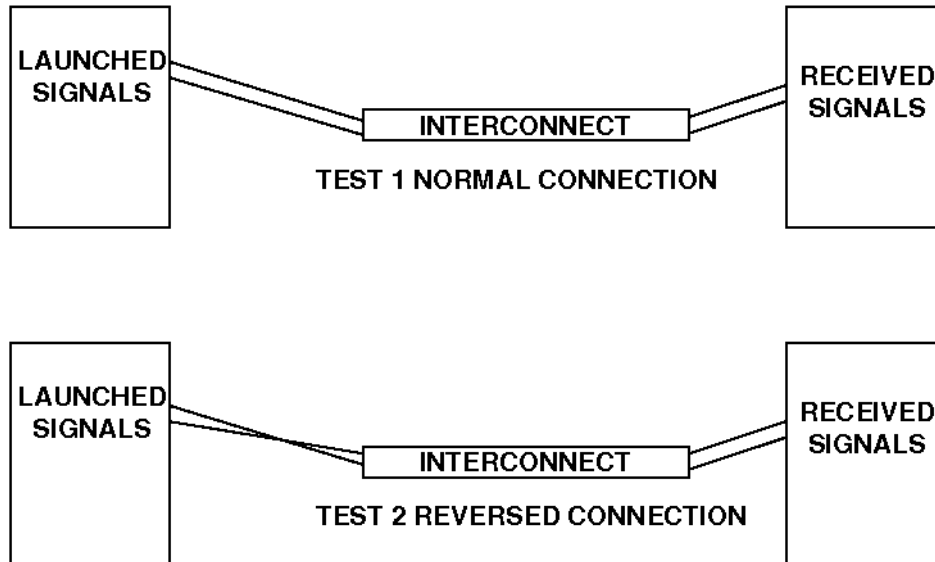 LAUNCHED
SIGNALS
RECEIVED
SIGNALS
INTERCONNECT
TEST 1 NORMAL CONNECTION
LAUNCHED
SIGNALS
RECEIVED
SIGNALS
INTERCONNECT
TEST 2 REVERSED CONNECTION